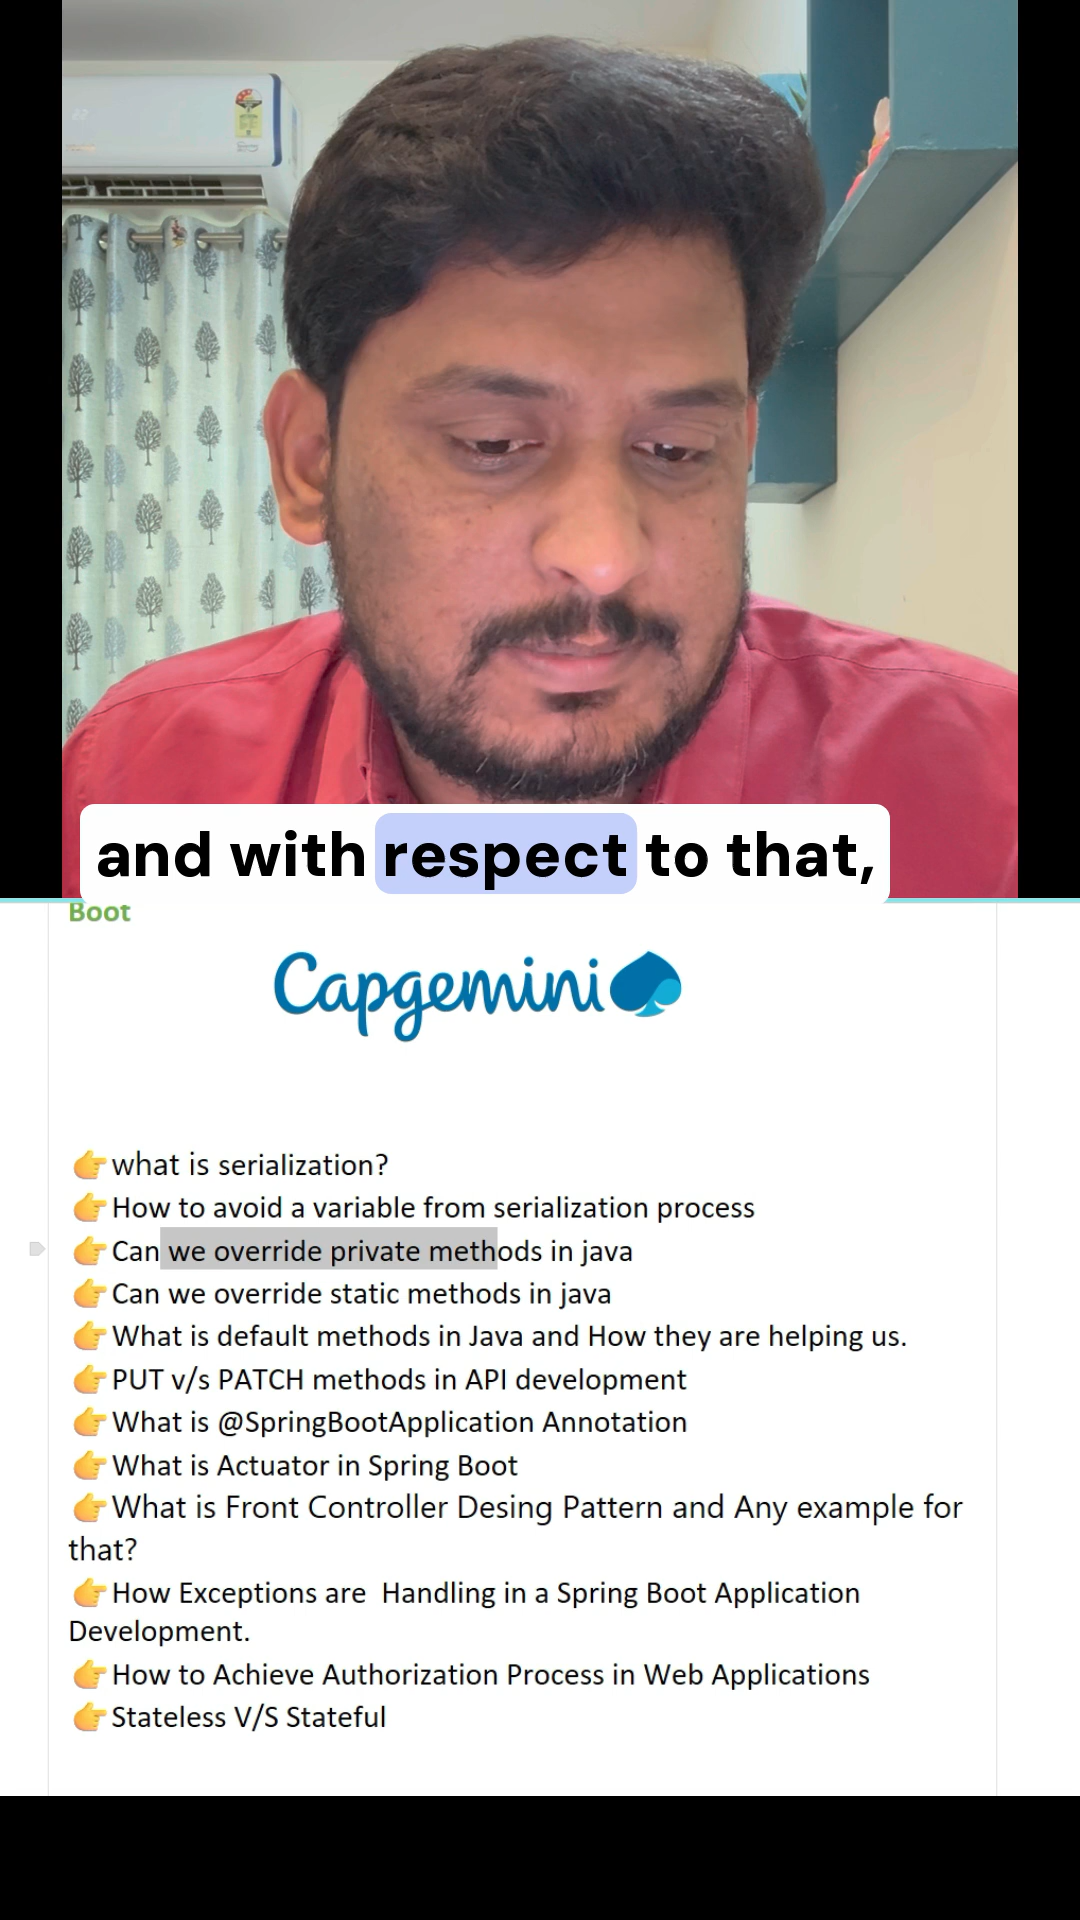 and with respect to that,
Boot
Capgemini
👉what is serialization?
👉How to avoid a variable from serialization process
👉Can we override private methods in java
👉Can we override static methods in java
👉What is default methods in Java and How they are helping us.
👉PUT v/s PATCH methods in API development
👉What is @SpringBootApplication Annotation
👉What is Actuator in Spring Boot
👉What is Front Controller Desing Pattern and Any example for
that?
👉How Exceptions are  Handling in a Spring Boot Application
Development.
👉How to Achieve Authorization Process in Web Applications
👉Stateless V/S Stateful